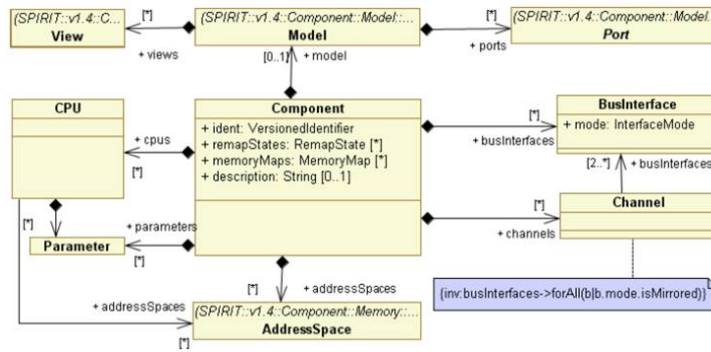 (SPIRIT::v1.4::C...
View
[*]
+ views
(SPIRIT::v1.4::Component::Model::...
Model
[0..1]
+ model
[*]
+ ports
(SPIRIT::v1.4::Component::Model...
Port
CPU
+ cpus
[*]
Component
+ ident: VersionedIdentifier
+ remapStates: RemapState [*]
+ memoryMaps: MemoryMap [*]
+ description: String [0..1]
[*]
+ busInterfaces
BusInterface
+ mode: InterfaceMode
[2..*]
+ busInterfaces
[*]
+ channels
Channel
[*]
Parameter
+ parameters
[*]
[*]
+ addressSpaces
+ addressSpaces
[*]
(SPIRIT::v1.4::Component::Memory::...
AddressSpace
{inv:busInterfaces->forAll(b|b.mode.isMirrored)}